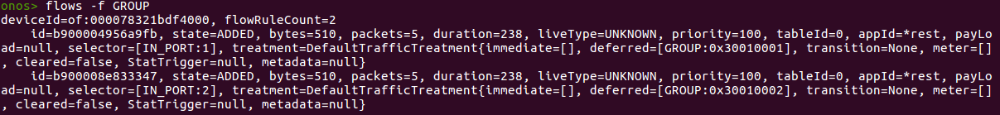 onos> flows -f GROUP
deviceId=of:000078321bdf4000, flowRuleCount=2
    id=b900004956a9fb, state=ADDED, bytes=510, packets=5, duration=238, liveType=UNKNOWN, priority=100, tableId=0, appId=*rest, payLo
ad=null, selector=[IN_PORT:1], treatment=DefaultTrafficTreatment{immediate=[], deferred=[GROUP:0x30010001], transition=None, meter=[]
, cleared=false, StatTrigger=null, metadata=null}
    id=b900008e833347, state=ADDED, bytes=510, packets=5, duration=238, liveType=UNKNOWN, priority=100, tableId=0, appId=*rest, payLo
ad=null, selector=[IN_PORT:2], treatment=DefaultTrafficTreatment{immediate=[], deferred=[GROUP:0x30010002], transition=None, meter=[]
, cleared=false, StatTrigger=null, metadata=null}